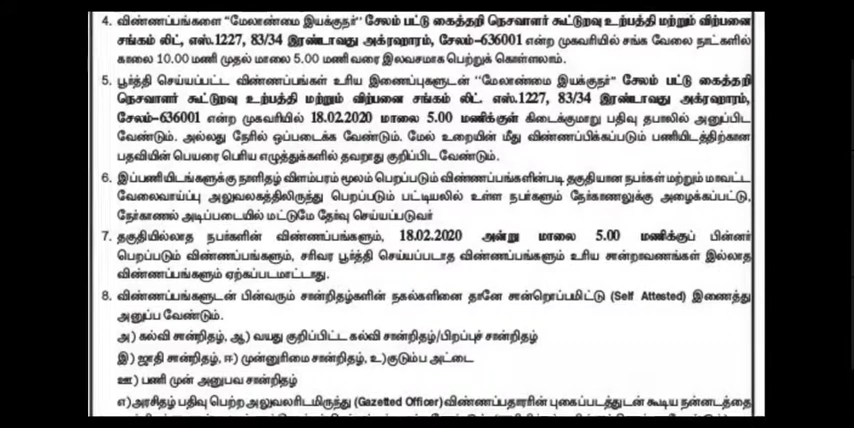 4. விண்ணப்பங்களை "மேலாண்மை இயக்குநர்" சேலம் பட்டு கைத்தறி நெசவாளர் கூட்டுறவு உற்பத்தி மற்றும் விற்பனை
சங்கம் லிட், எஸ்.1227, 83/34 இரண்டாவது அக்ரஹாரம், சேலம்-636001 என்ற முகவரியில் சங்க வேலை நாட்களில்
காலை 10.00 மணி முதல் மாலை 5.00 மணி வரை இலவசமாக பெற்றுக் கொள்ளலாம்.
5. பூர்த்தி செய்யப்பட்ட விண்ணப்பங்கள் உரிய இணைப்புகளுடன் "மேலாண்மை இயக்குநர்" சேலம் பட்டு கைத்தறி
நெசவாளர் கூட்டுறவு உற்பத்தி மற்றும் விற்பனை சங்கம் லிட். எஸ்.1227, 83/34 இரண்டாவது அக்ரஹாரம்,
சேலம்-636001 என்ற முகவரியில் 18.02.2020 மாலை 5.00 மணிக்குள் கிடைக்குமாறு பதிவு தபாலில் அனுப்பிட
வேண்டும். அல்லது நேரில் ஒப்படைக்க வேண்டும். மேல் உறையின் மீது விண்ணப்பிக்கப்படும் பணியிடத்திற்கான
பதவியின் பெயரை பெரிய எழுத்துக்களில் தவறாது குறிப்பிட வேண்டும்.
6. இப்பணியிடங்களுக்கு நாளிதழ் விளம்பரம் மூலம் பெறப்படும் விண்ணப்பங்களின்படி தகுதியான நபர்கள் மற்றும் மாவட்ட
வேலைவாய்ப்பு அலுவலகத்திலிருந்து பெறப்படும் பட்டியலில் உள்ள நபர்களும் நேர்காணலுக்கு அழைக்கப்பட்டு,
நேர்காணல் அடிப்படையில் மட்டுமே தேர்வு செய்யப்படுவர்
7. தகுதியில்லாத நபர்களின் விண்ணப்பங்களும், 18.02.2020 அன்று மாலை 5.00 மணிக்குப் பின்னர்
பெறப்படும் விண்ணப்பங்களும், சரிவர பூர்த்தி செய்யப்படாத விண்ணப்பங்களும் உரிய சான்றாவணங்கள் இல்லாத
விண்ணப்பங்களும் ஏற்கப்படமாட்டாது.
8. விண்ணப்பங்களுடன் பின்வரும் சான்றிதழ்களின் நகல்களினை தானே சான்றொப்பமிட்டு (Self Attested) இணைத்து
அனுப்ப வேண்டும்.
அ) கல்வி சான்றிதழ், ஆ) வயது குறிப்பிட்ட கல்வி சான்றிதழ்/பிறப்புச் சான்றிதழ்
இ) ஜாதி சான்றிதழ், ஈ) முன்னுரிமை சான்றிதழ், உ)குடும்ப அட்டை
ஊ) பணி முன் அனுபவ சான்றிதழ்
எ)அரசிதழ் பதிவு பெற்ற அலுவலரிடமிருந்து (Gazetted Officer) விண்ணப்பதாரரின் புகைப்படத்துடன் கூடிய நன்னடத்தை